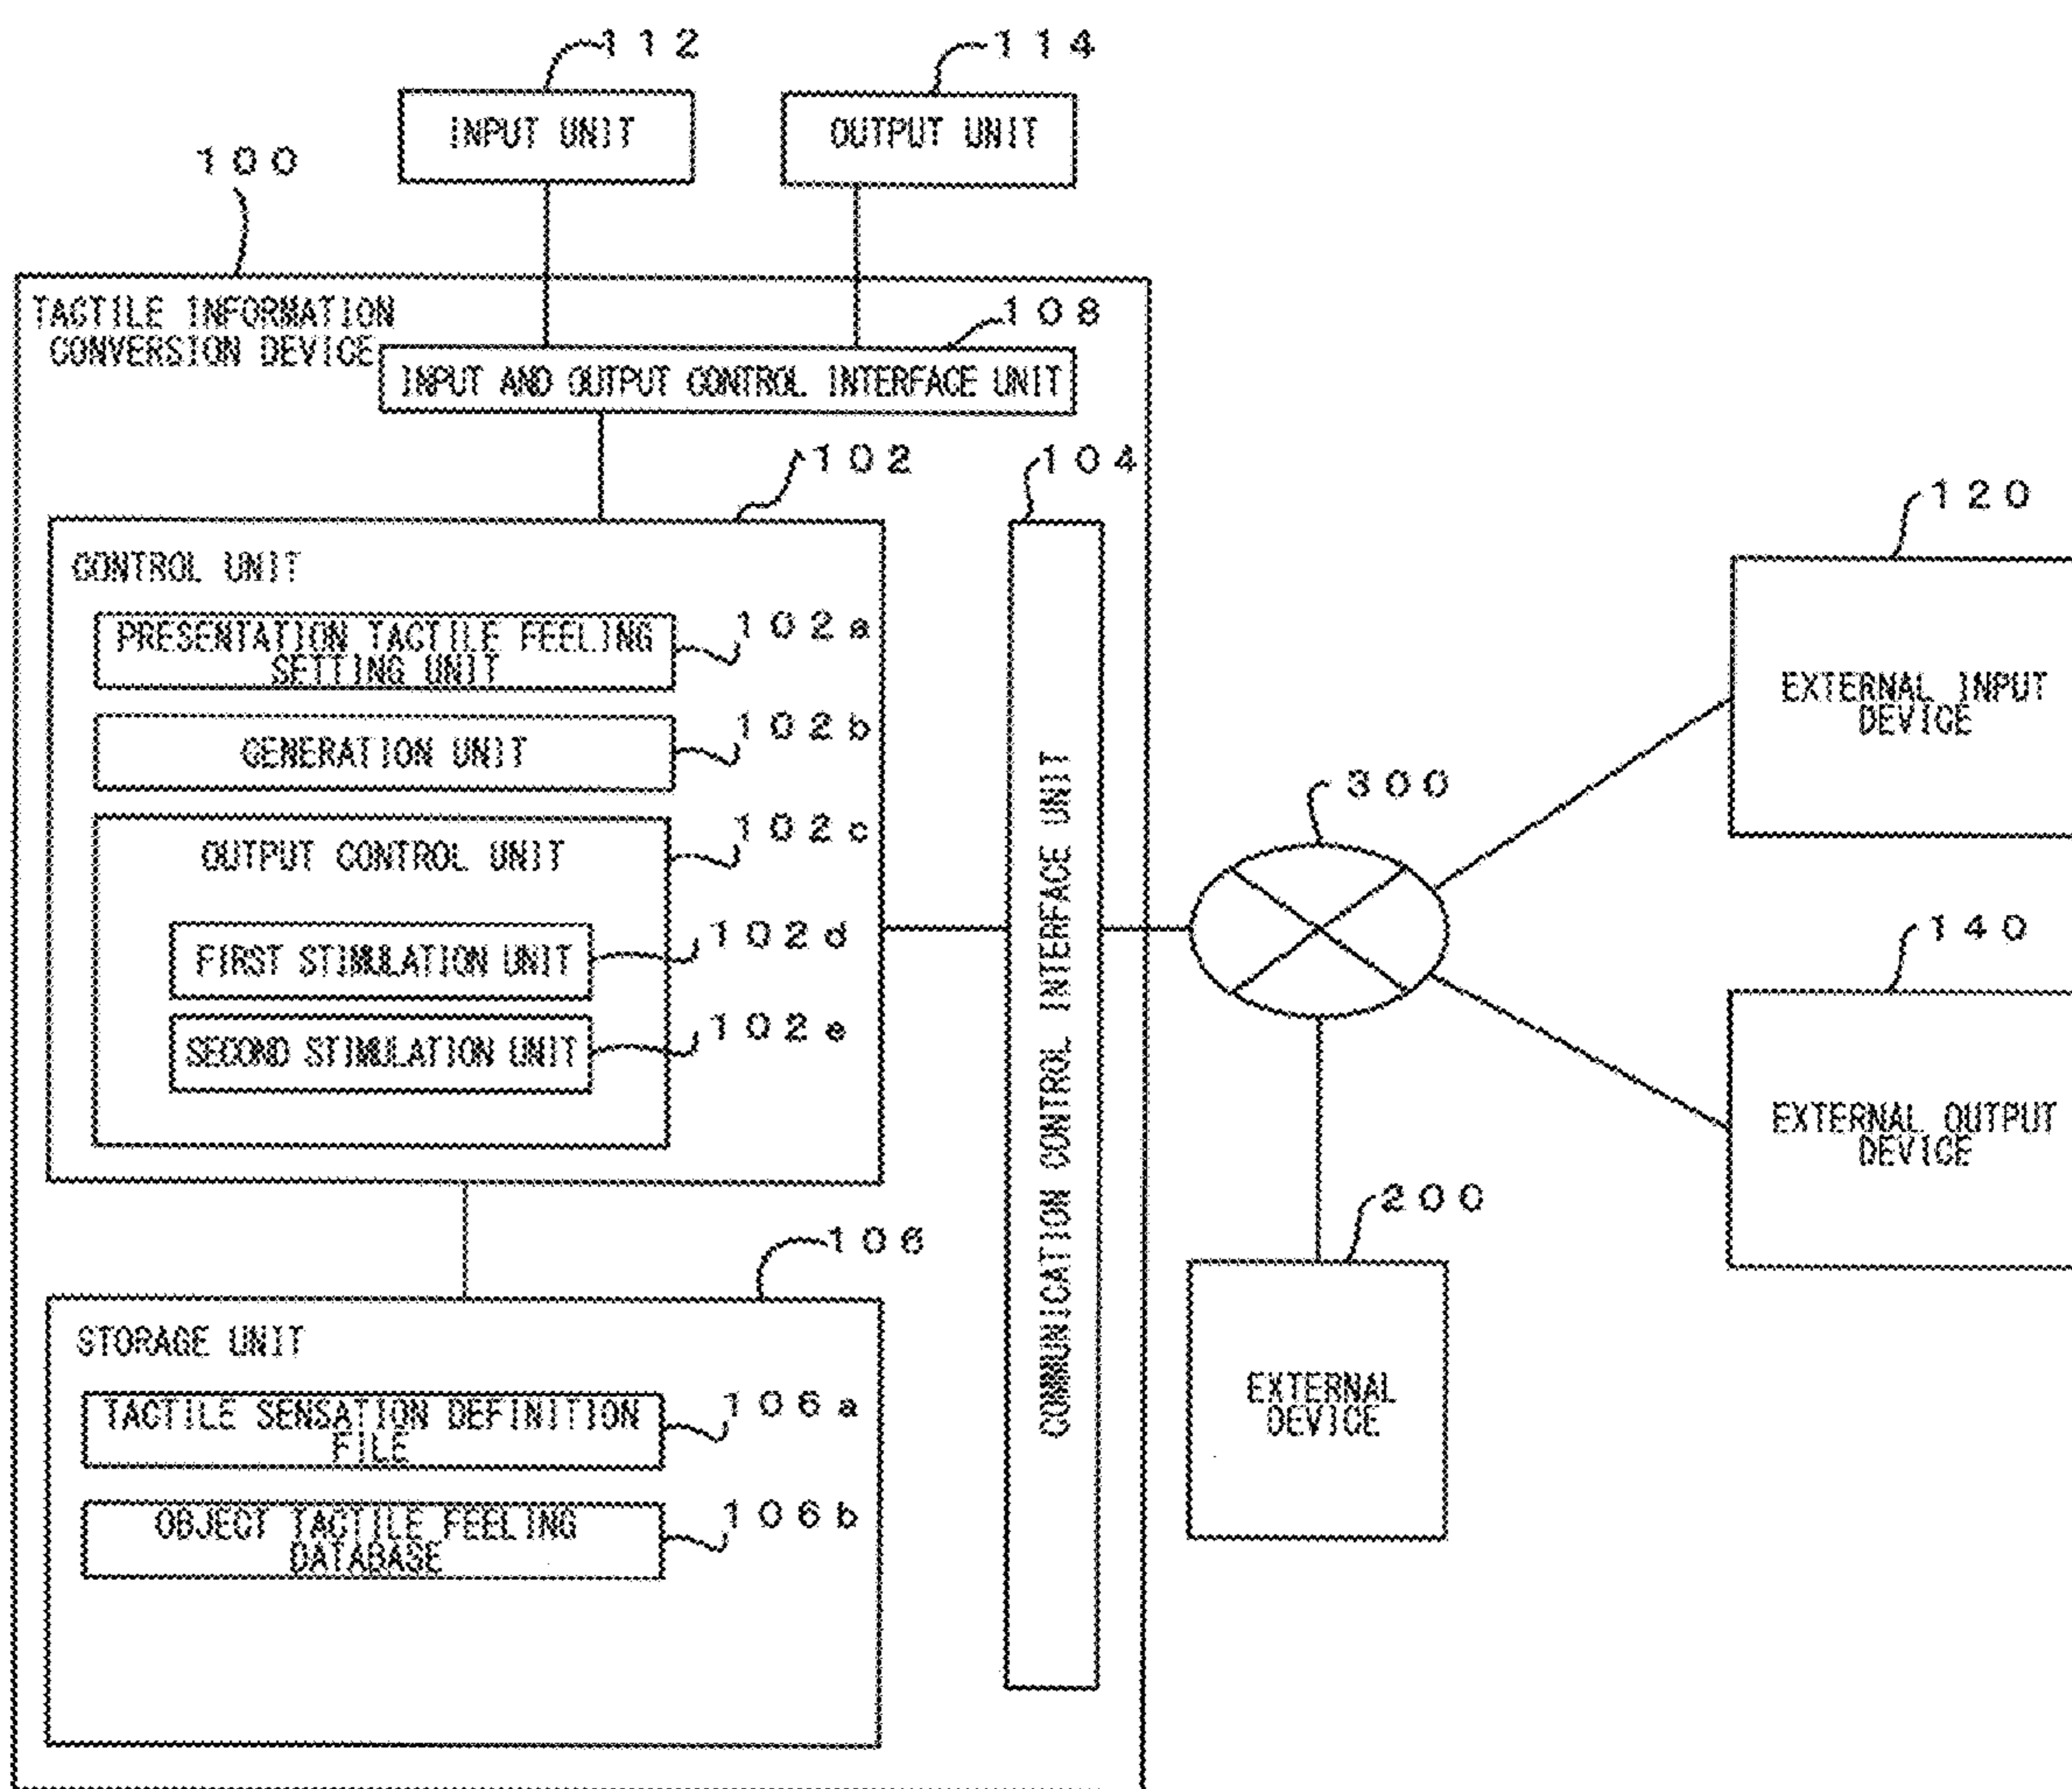 112
114
INPUT UNIT
OUTPUT UNIT
100
TACTILE INFORMATION
CONVERSION DEVICE
108
INPUT AND OUTPUT CONTROL INTERFACE UNIT
102
104
CONTROL UNIT
PRESENTATION TACTILE FEELING
SETTING UNIT
102a
GENERATION UNIT
102b
OUTPUT CONTROL UNIT
102c
FIRST STIMULATION UNIT
102d
SECOND STIMULATION UNIT
102e
COMMUNICATION CONTROL INTERFACE UNIT
106
STORAGE UNIT
TACTILE SENSATION DEFINITION
FILE
106a
OBJECT TACTILE FEELING
DATABASE
106b
300
120
EXTERNAL INPUT
DEVICE
140
EXTERNAL OUTPUT
DEVICE
200
EXTERNAL
DEVICE